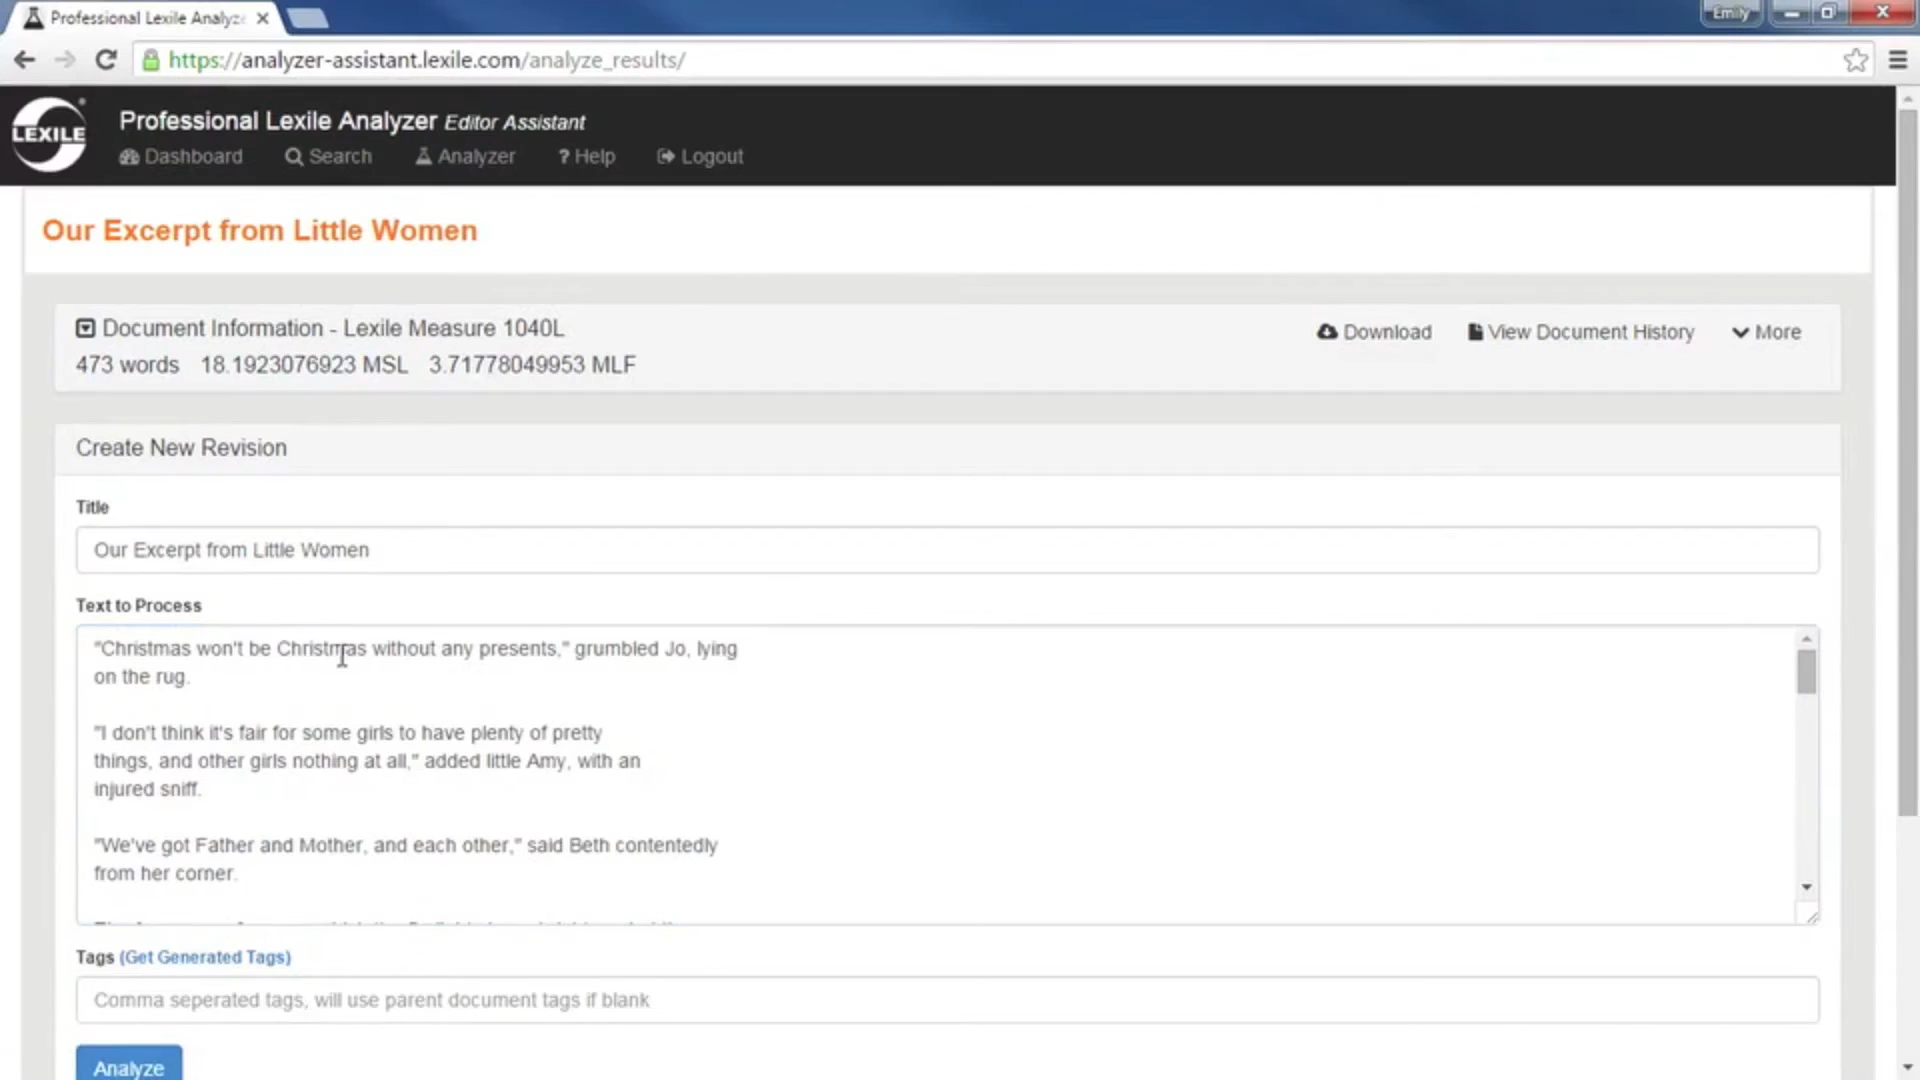 Professional Lexile Analyz
Emily
https://analyzer-assistant.lexile.com/analyze_results/
LEXILE
Professional Lexile Analyzer Editor Assistant
Dashboard Search Analyzer ? Help Logout
Our Excerpt from Little Women
Document Information - Lexile Measure 1040L
Download View Document History More
473 words 18.1923076923 MSL 3.71778049953 MLF
Create New Revision
Title
Our Excerpt from Little Women
Text to Process
"Christmas won't be Christmas without any presents," grumbled Jo, lying
on the rug.
"I don't think it's fair for some girls to have plenty of pretty
things, and other girls nothing at all," added little Amy, with an
injured sniff.
"We've got Father and Mother, and each other," said Beth contentedly
from her corner.
Tags (Get Generated Tags)
Comma seperated tags, will use parent document tags if blank
Analyze